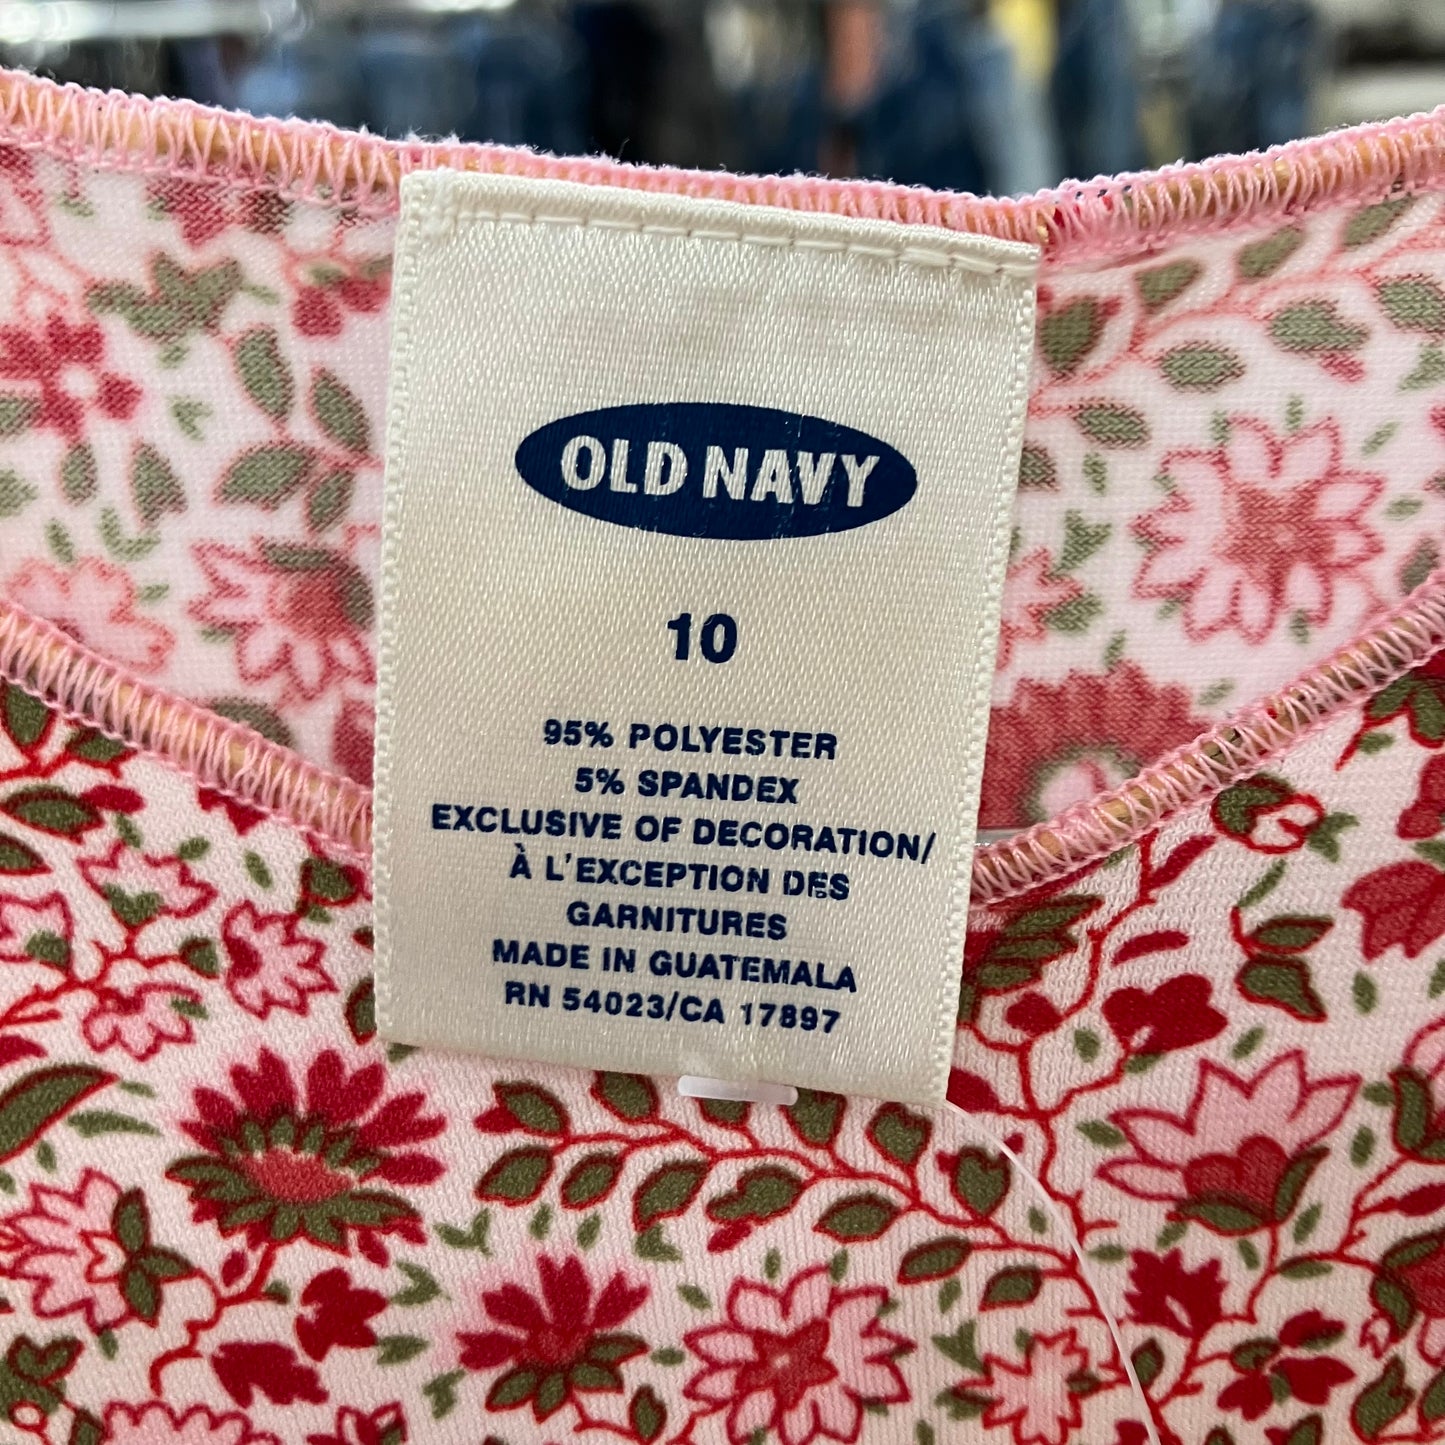 OLD NAVY
10
95% POLYESTER
5% SPANDEX
EXCLUSIVE OF DECORATION/
À L'EXCEPTION DES
GARNITURES
MADE IN GUATEMALA
RN 54023/CA 17897